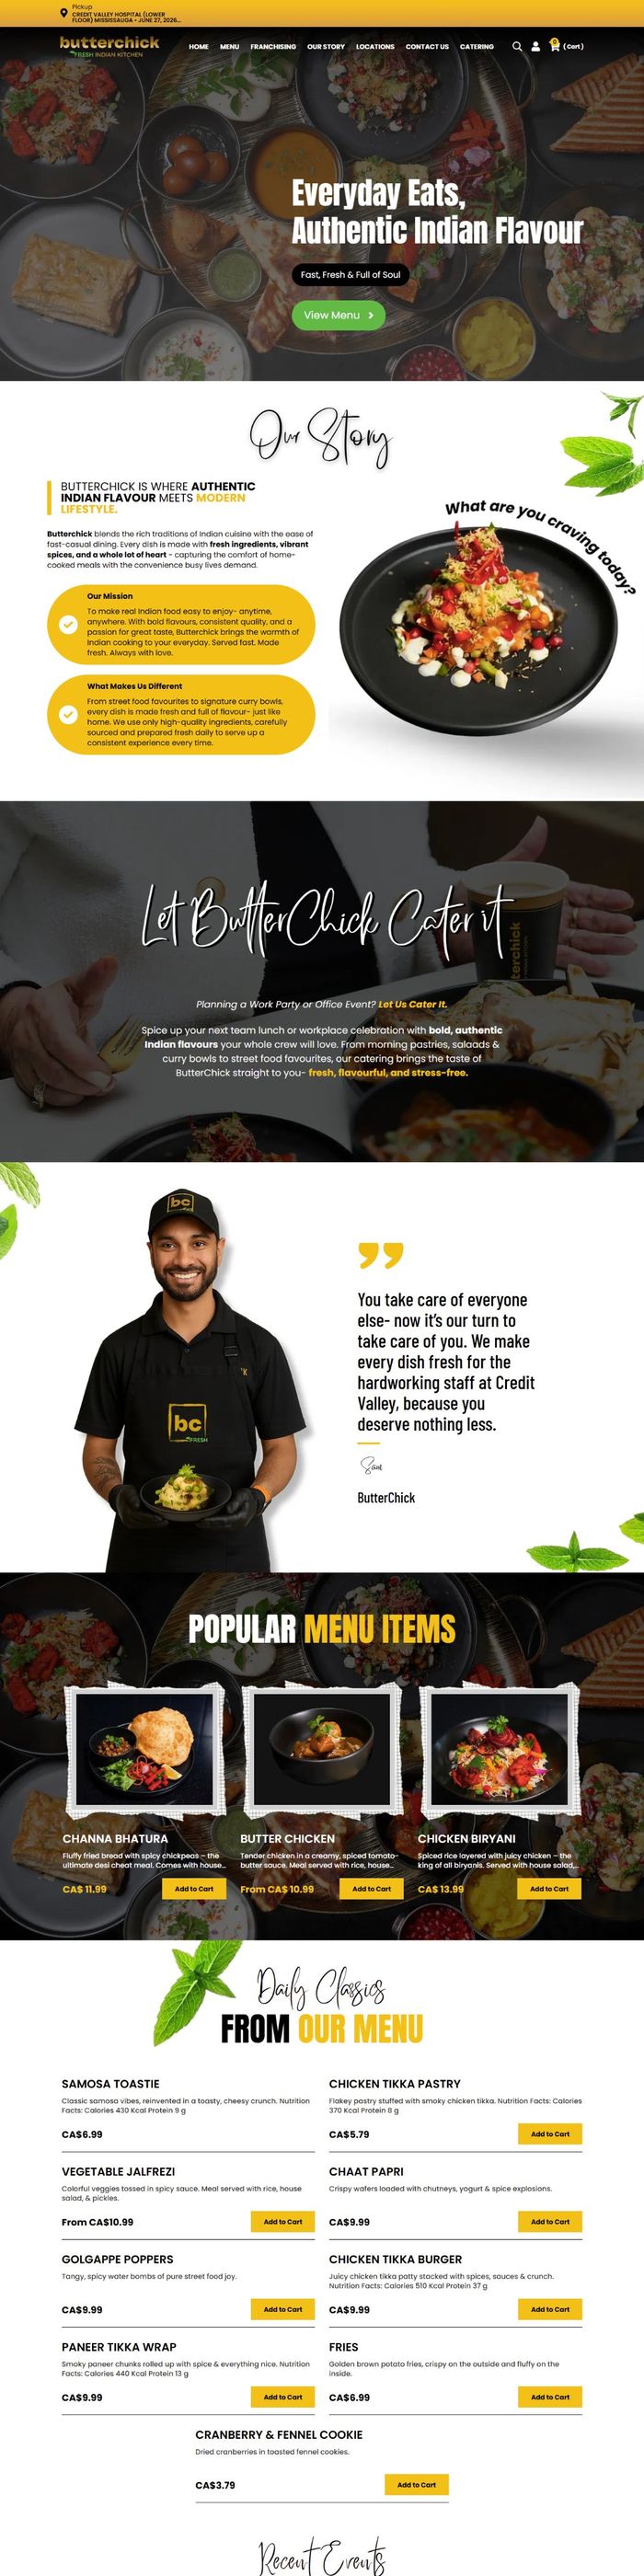 Pickup
CREDIT VALLEY HOSPITAL (LOWER
FLOOR) MISSISSAUGA • JUNE 27, 2026...
butterchick
FRESH INDIAN KITCHEN
HOME MENU FRANCHISING OUR STORY LOCATIONS CONTACT US CATERING 0 (Cart)
Everyday Eats,
Authentic Indian Flavour
Fast, Fresh & Full of Soul
View Menu
Our Story
BUTTERCHICK IS WHERE AUTHENTIC
INDIAN FLAVOUR MEETS MODERN
LIFESTYLE.
Butterchick blends the rich traditions of Indian cuisine with the ease of
fast-casual dining. Every dish is made with fresh ingredients, vibrant
spices, and a whole lot of heart - capturing the comfort of home-
cooked meals with the convenience busy lives demand.
Our Mission
To make real Indian food easy to enjoy- anytime,
anywhere. With bold flavours, consistent quality, and a
passion for great taste, Butterchick brings the warmth of
Indian cooking to your everyday. Served fast. Made
fresh. Always with love.
What Makes Us Different
From street food favourites to signature curry bowls,
every dish is made fresh and full of flavour- just like
home. We use only high-quality ingredients, carefully
sourced and prepared fresh daily to serve up a
consistent experience every time.
What are you craving today?
Let ButterChick Cater it
terchick
Planning a Work Party or Office Event? Let Us Cater It.
Spice up your next team lunch or workplace celebration with bold, authentic
Indian flavours your whole crew will love. From morning pastries, salaads &
curry bowls to street food favourites, our catering brings the taste of
ButterChick straight to you- fresh, flavourful, and stress-free.
bc
bc
FRESH
You take care of everyone
else- now it's our turn to
take care of you. We make
every dish fresh for the
hardworking staff at Credit
Valley, because you
deserve nothing less.
ButterChick
POPULAR MENU ITEMS
CHANNA BHATURA
Fluffy fried bread with spicy chickpeas – the
ultimate desi cheat meal. Comes with house...
CA$ 11.99
Add to Cart
BUTTER CHICKEN
Tender chicken in a creamy, spiced tomato-
butter sauce. Meal served with rice, house...
From CA$ 10.99
Add to Cart
CHICKEN BIRYANI
Spiced rice layered with juicy chicken – the
king of all biryanis. Served with house salad,...
CA$ 13.99
Add to Cart
Daily Classics
FROM OUR MENU
SAMOSA TOASTIE
Classic samosa vibes, reinvented in a toasty, cheesy crunch. Nutrition
Facts: Calories 430 Kcal Protein 9 g
CA$6.99
CHICKEN TIKKA PASTRY
Flakey pastry stuffed with smoky chicken tikka. Nutrition Facts: Calories
370 Kcal Protein 8 g
CA$5.79
Add to Cart
VEGETABLE JALFREZI
Colorful veggies tossed in spicy sauce. Meal served with rice, house
salad, & pickles.
From CA$10.99
Add to Cart
CHAAT PAPRI
Crispy wafers loaded with chutneys, yogurt & spice explosions.
CA$9.99
Add to Cart
GOLGAPPE POPPERS
Tangy, spicy water bombs of pure street food joy.
CA$9.99
Add to Cart
CHICKEN TIKKA BURGER
Juicy chicken tikka patty stacked with spices, sauces & crunch.
Nutrition Facts: Calories 510 Kcal Protein 37 g
CA$9.99
Add to Cart
PANEER TIKKA WRAP
Smoky paneer chunks rolled up with spice & everything nice. Nutrition
Facts: Calories 440 Kcal Protein 13 g
CA$9.99
Add to Cart
FRIES
Golden brown potato fries, crispy on the outside and fluffy on the
inside.
CA$6.99
Add to Cart
CRANBERRY & FENNEL COOKIE
Dried cranberries in toasted fennel cookies.
CA$3.79
Add to Cart
Recent Events